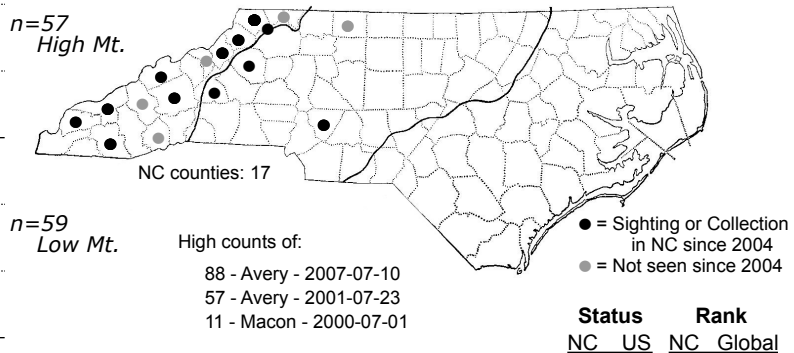 n=57
High Mt.
NC counties: 17
n=59
Low Mt.
High counts of:
88 - Avery - 2007-07-10
57 - Avery - 2001-07-23
11 - Macon - 2000-07-01
● = Sighting or Collection
in NC since 2004
● = Not seen since 2004
Status Rank
NC US NC Global